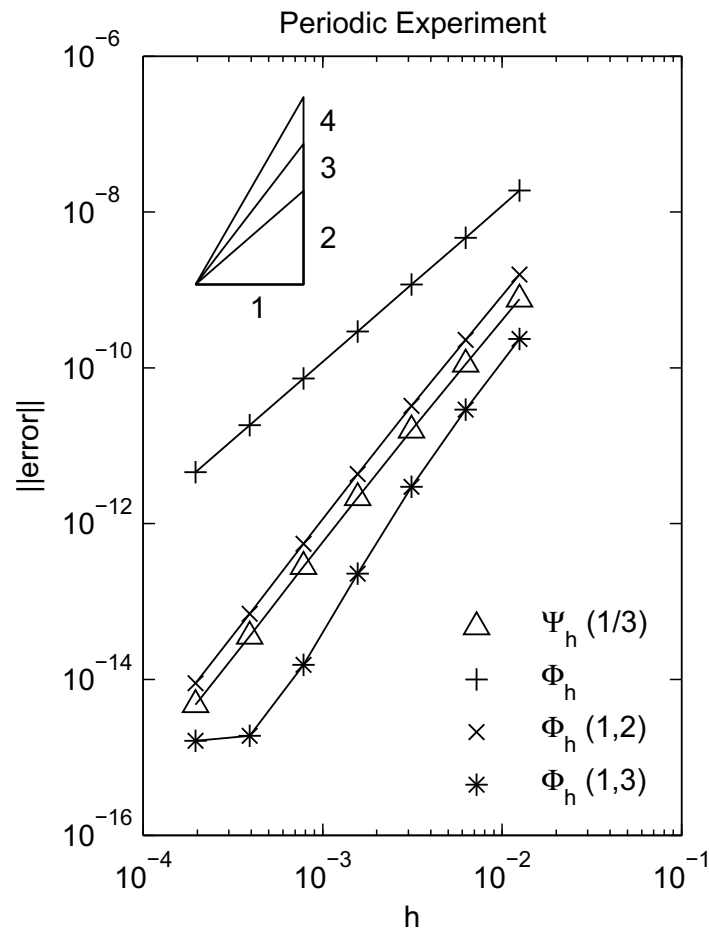 Periodic Experiment
10⁻⁶
10⁻⁸
10⁻¹⁰
10⁻¹²
10⁻¹⁴
10⁻¹⁶
||error||
4
3
2
1
Ψ_h (1/3)
Φ_h
Φ_h (1,2)
Φ_h (1,3)
10⁻⁴
10⁻³
10⁻²
10⁻¹
h